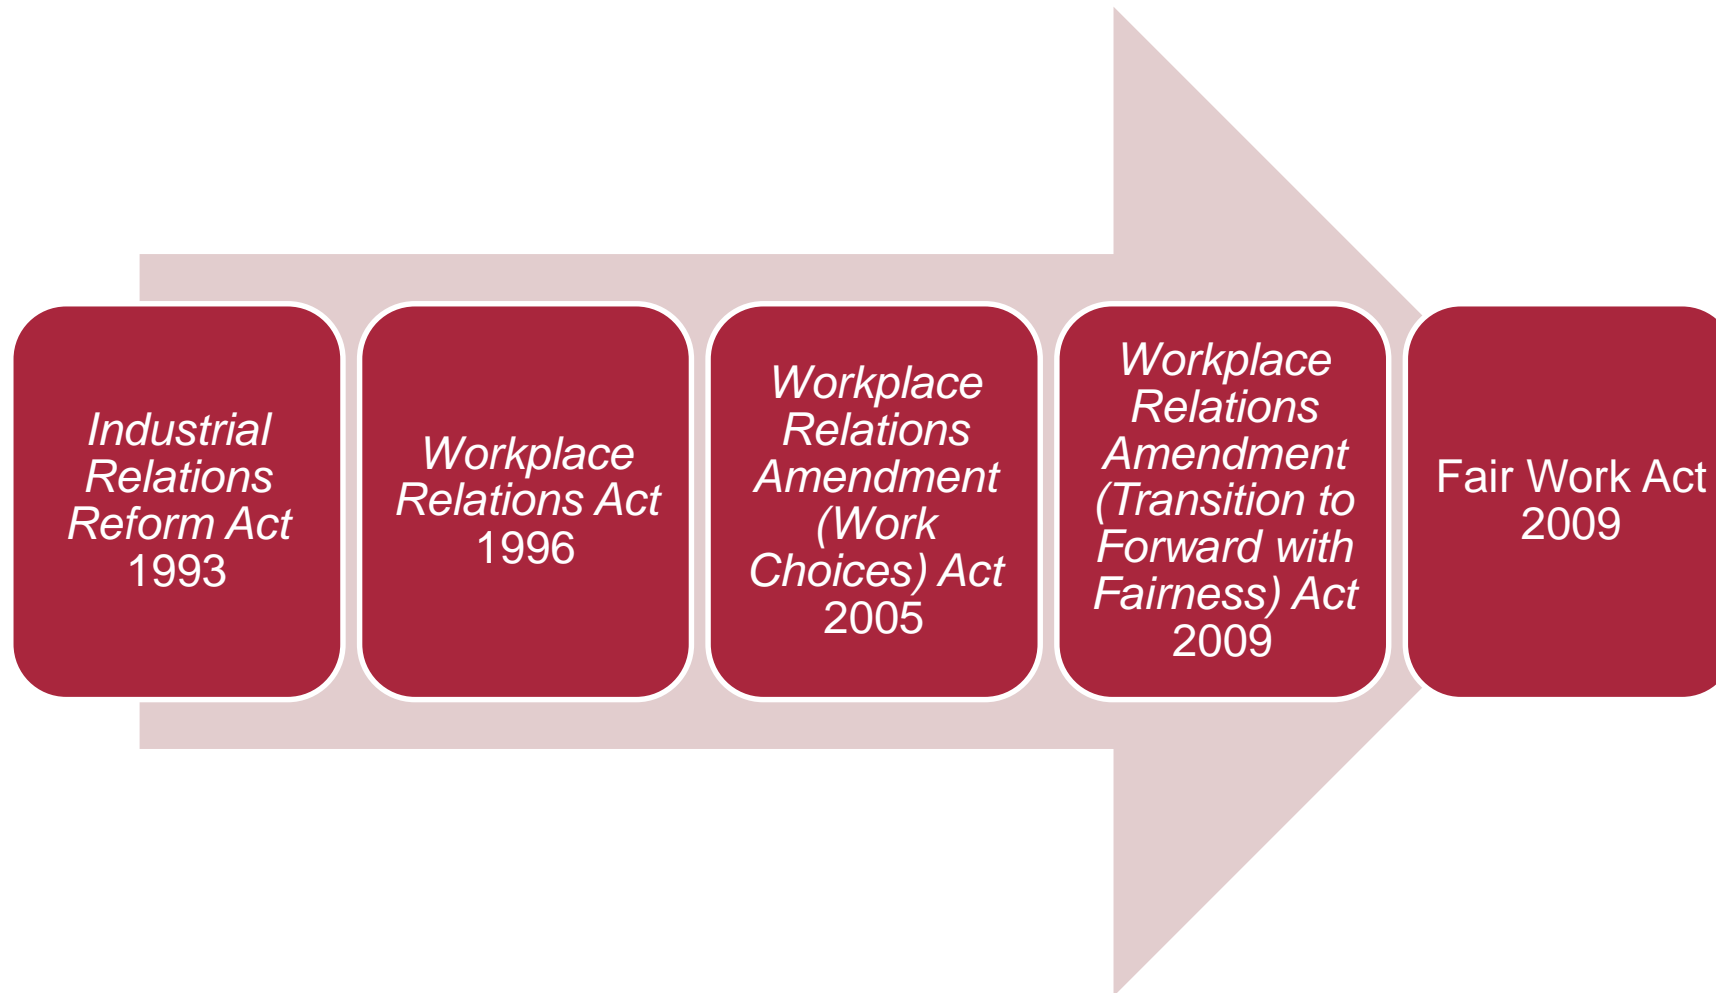 Industrial
Relations
Reform Act
1993
Workplace
Relations Act
1996
Workplace
Relations
Amendment
(Work
Choices) Act
2005
Workplace
Relations
Amendment
(Transition to
Forward with
Fairness) Act
2009
Fair Work Act
2009